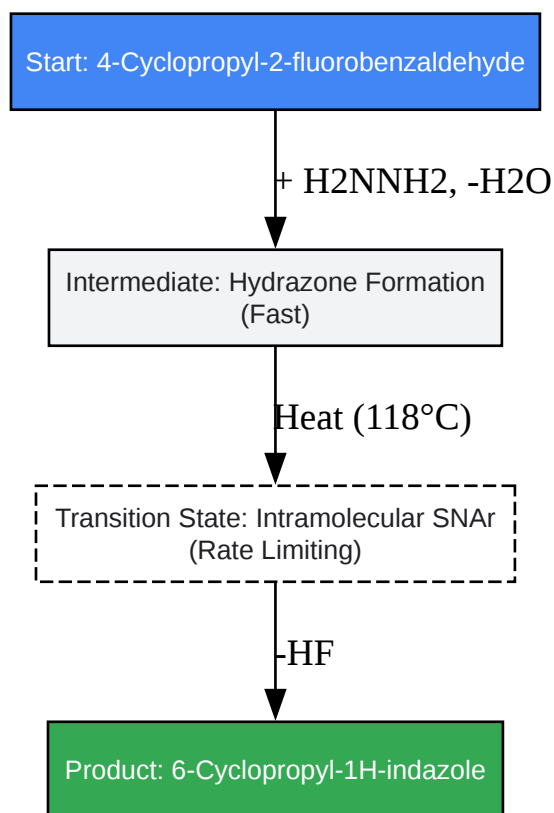 Start: 4-Cyclopropyl-2-fluorobenzaldehyde
+ H2NNH2, -H2O
Intermediate: Hydrazone Formation
(Fast)
Heat (118°C)
Transition State: Intramolecular SNAr
(Rate Limiting)
-HF
Product: 6-Cyclopropyl-1H-indazole